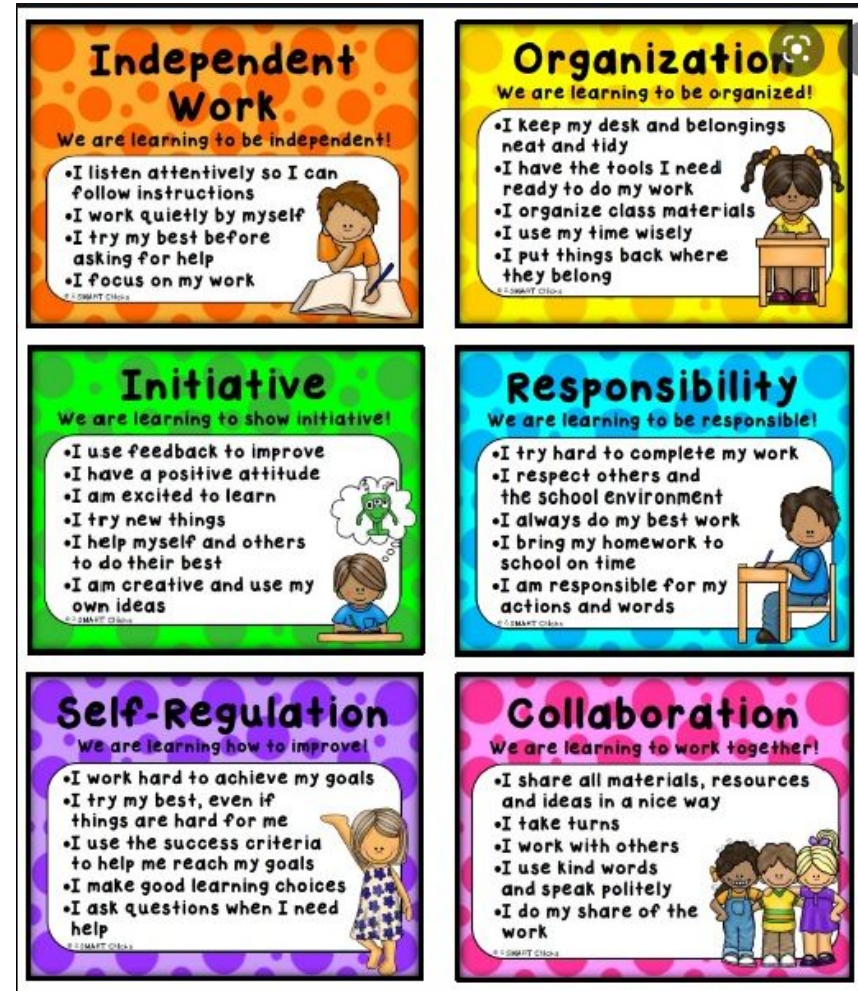 Independent
Work
We are learning to be independent!
•I listen attentively so I can
follow instructions
•I work quietly by myself
•I try my best before
asking for help
•I focus on my work
Organization
We are learning to be organized!
•I keep my desk and belongings
neat and tidy
•I have the tools I need
ready to do my work
•I organize class materials
•I use my time wisely
•I put things back where
they belong
Initiative
We are learning to show initiative!
•I use feedback to improve
•I have a positive attitude
•I am excited to learn
•I try new things
•I help myself and others
to do their best
•I am creative and use my
own ideas
Responsibility
We are learning to be responsible!
•I try hard to complete my work
•I respect others and
the school environment
•I always do my best work
•I bring my homework to
school on time
•I am responsible for my
actions and words
Self-Regulation
We are learning how to improve!
•I work hard to achieve my goals
•I try my best, even if
things are hard for me
•I use the success criteria
to help me reach my goals
•I make good learning choices
•I ask questions when I need
help
Collaboration
We are learning to work together!
•I share all materials, resources
and ideas in a nice way
•I take turns
•I work with others
•I use kind words
and speak politely
•I do my share of the
work